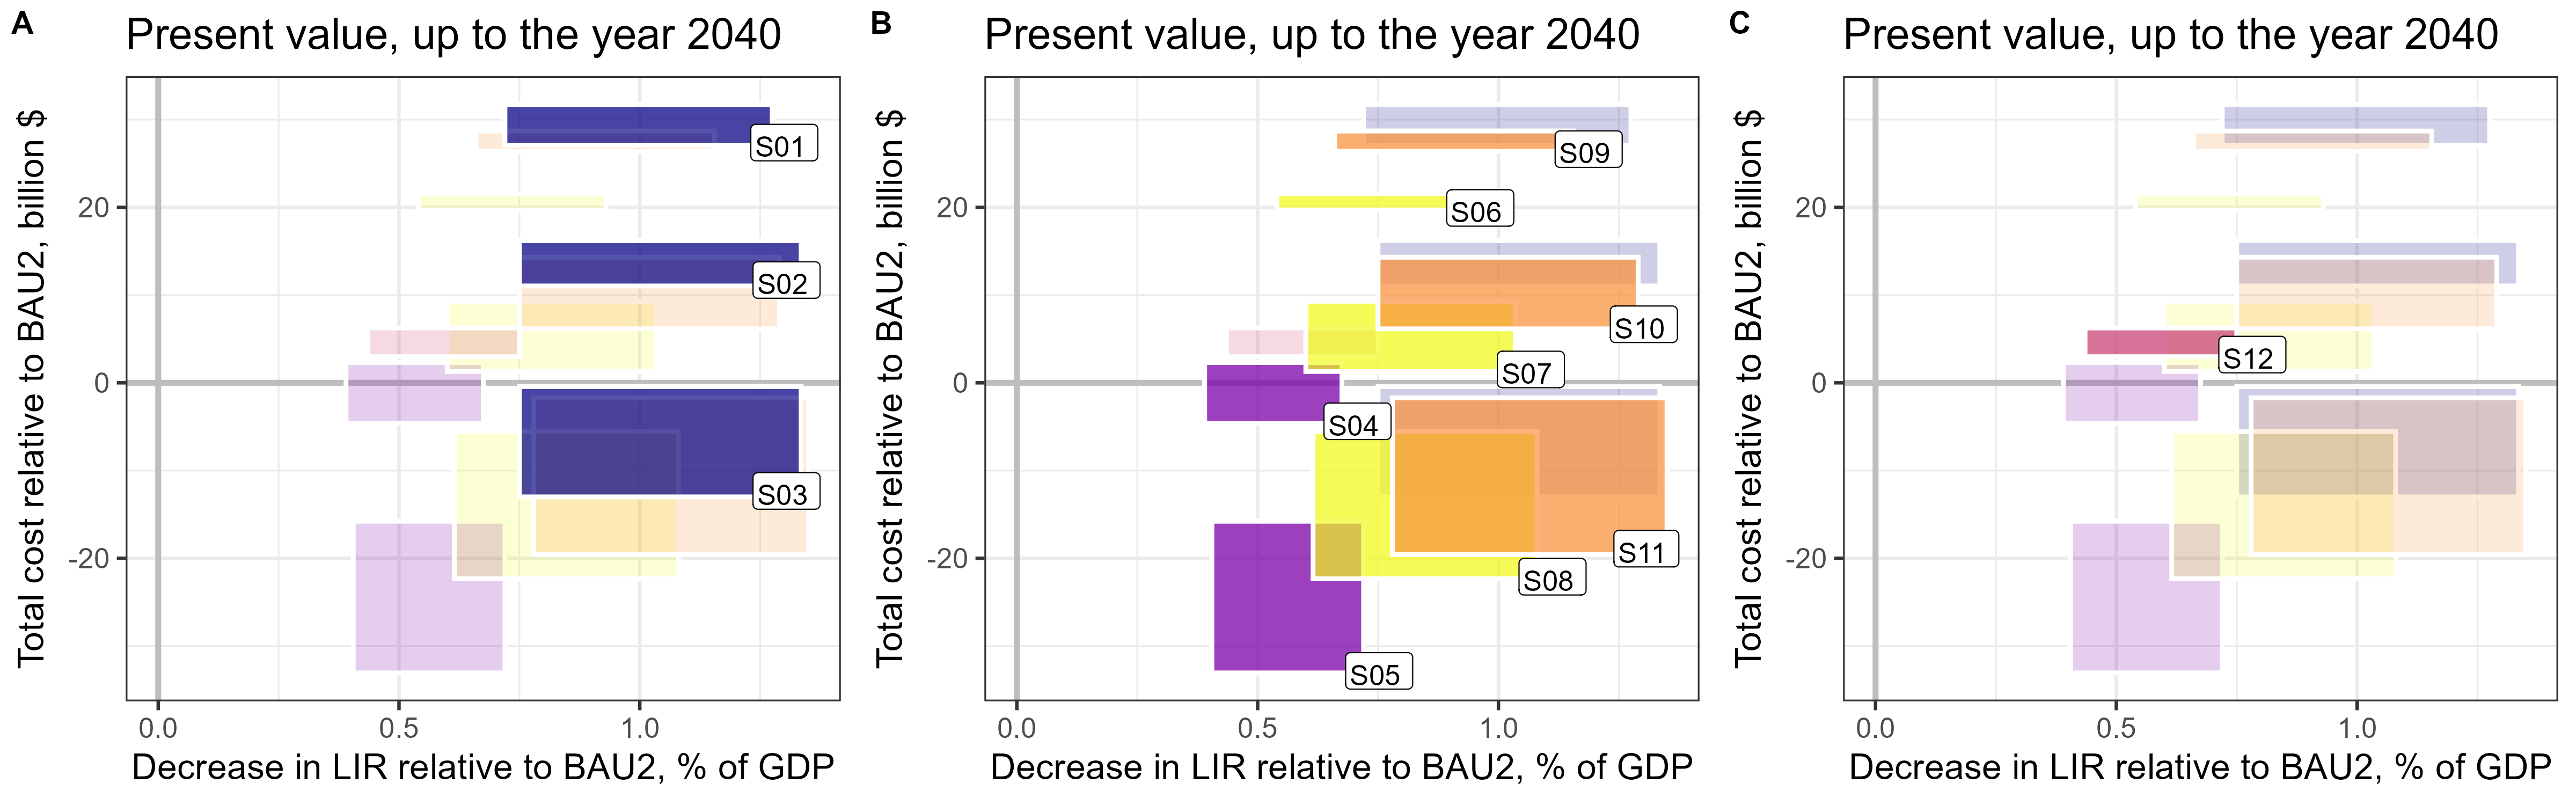 A
Present value, up to the year 2040
Total cost relative to BAU2, billion $
20
0
-20
S01
S02
S03
0.0
0.5
1.0
Decrease in LIR relative to BAU2, % of GDP
B
Present value, up to the year 2040
Total cost relative to BAU2, billion $
20
0
-20
S09
S06
S10
S07
S04
S11
S08
S05
0.0
0.5
1.0
Decrease in LIR relative to BAU2, % of GDP
C
Present value, up to the year 2040
Total cost relative to BAU2, billion $
20
0
-20
S12
0.0
0.5
1.0
Decrease in LIR relative to BAU2, % of GDP